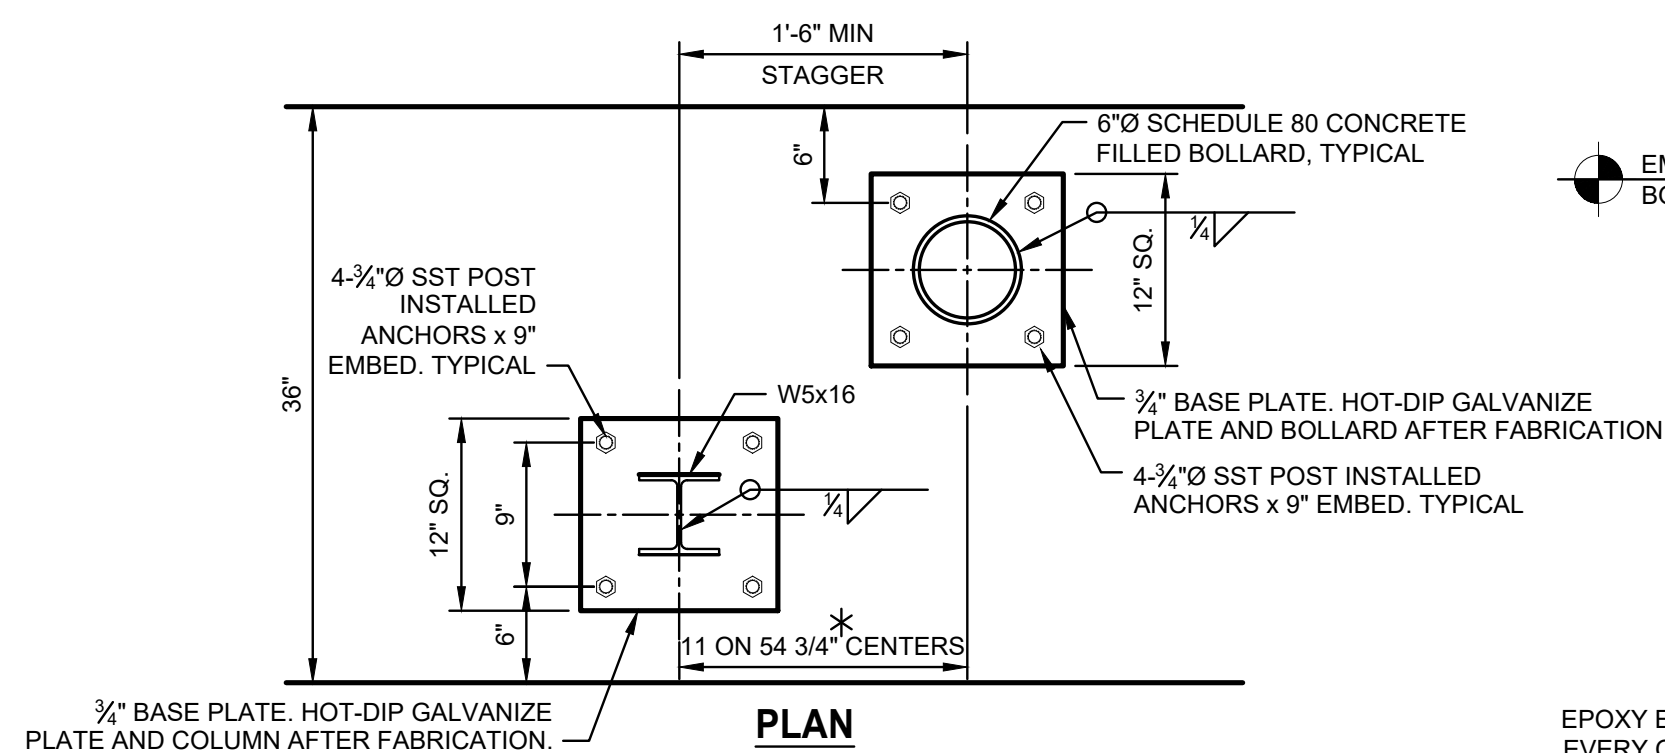 1'-6" MIN
STAGGER
6"
6"Ø SCHEDULE 80 CONCRETE
FILLED BOLLARD, TYPICAL
1/4
12" SQ.
4-3/4"Ø SST POST
INSTALLED
ANCHORS x 9"
EMBED. TYPICAL
36"
W5x16
3/4" BASE PLATE. HOT-DIP GALVANIZE
PLATE AND BOLLARD AFTER FABRICATION
4-3/4"Ø SST POST INSTALLED
ANCHORS x 9" EMBED. TYPICAL
12" SQ.
9"
1/4
6"
*
11 ON 54 3/4" CENTERS
3/4" BASE PLATE. HOT-DIP GALVANIZE
PLATE AND COLUMN AFTER FABRICATION.
PLAN
EPOXY
EVERY